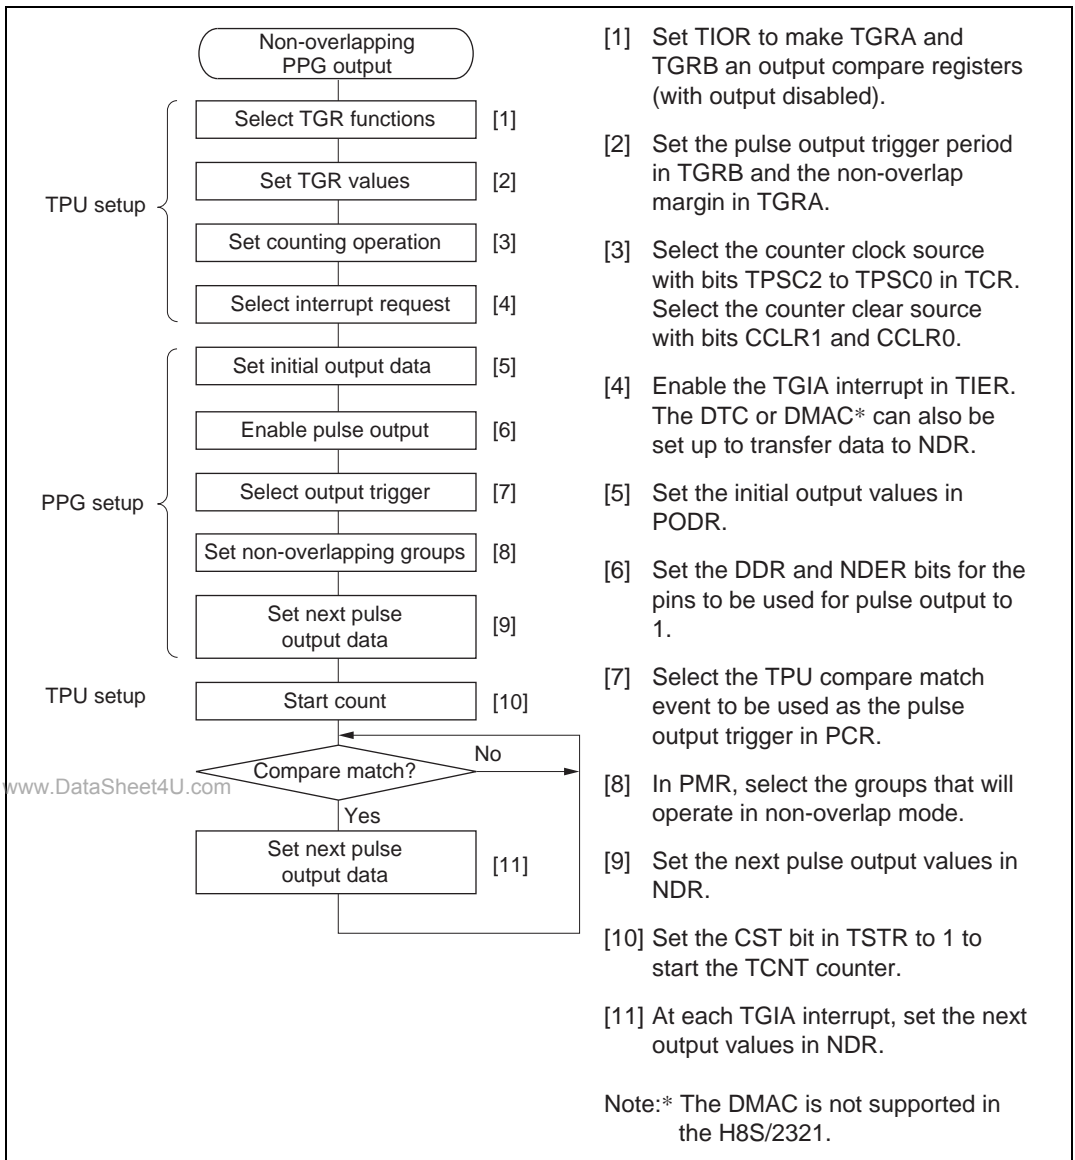 Non-overlapping
PPG output
TPU setup
Select TGR functions [1]
Set TGR values [2]
Set counting operation [3]
Select interrupt request [4]
PPG setup
Set initial output data [5]
Enable pulse output [6]
Select output trigger [7]
Set non-overlapping groups [8]
Set next pulse
output data [9]
TPU setup
Start count [10]
Compare match?
No
Yes
Set next pulse
output data [11]
www.DataSheet4U.com
[1] Set TIOR to make TGRA and
TGRB an output compare registers
(with output disabled).
[2] Set the pulse output trigger period
in TGRB and the non-overlap
margin in TGRA.
[3] Select the counter clock source
with bits TPSC2 to TPSC0 in TCR.
Select the counter clear source
with bits CCLR1 and CCLR0.
[4] Enable the TGIA interrupt in TIER.
The DTC or DMAC* can also be
set up to transfer data to NDR.
[5] Set the initial output values in
PODR.
[6] Set the DDR and NDER bits for the
pins to be used for pulse output to
1.
[7] Select the TPU compare match
event to be used as the pulse
output trigger in PCR.
[8] In PMR, select the groups that will
operate in non-overlap mode.
[9] Set the next pulse output values in
NDR.
[10] Set the CST bit in TSTR to 1 to
start the TCNT counter.
[11] At each TGIA interrupt, set the next
output values in NDR.
Note:* The DMAC is not supported in
the H8S/2321.